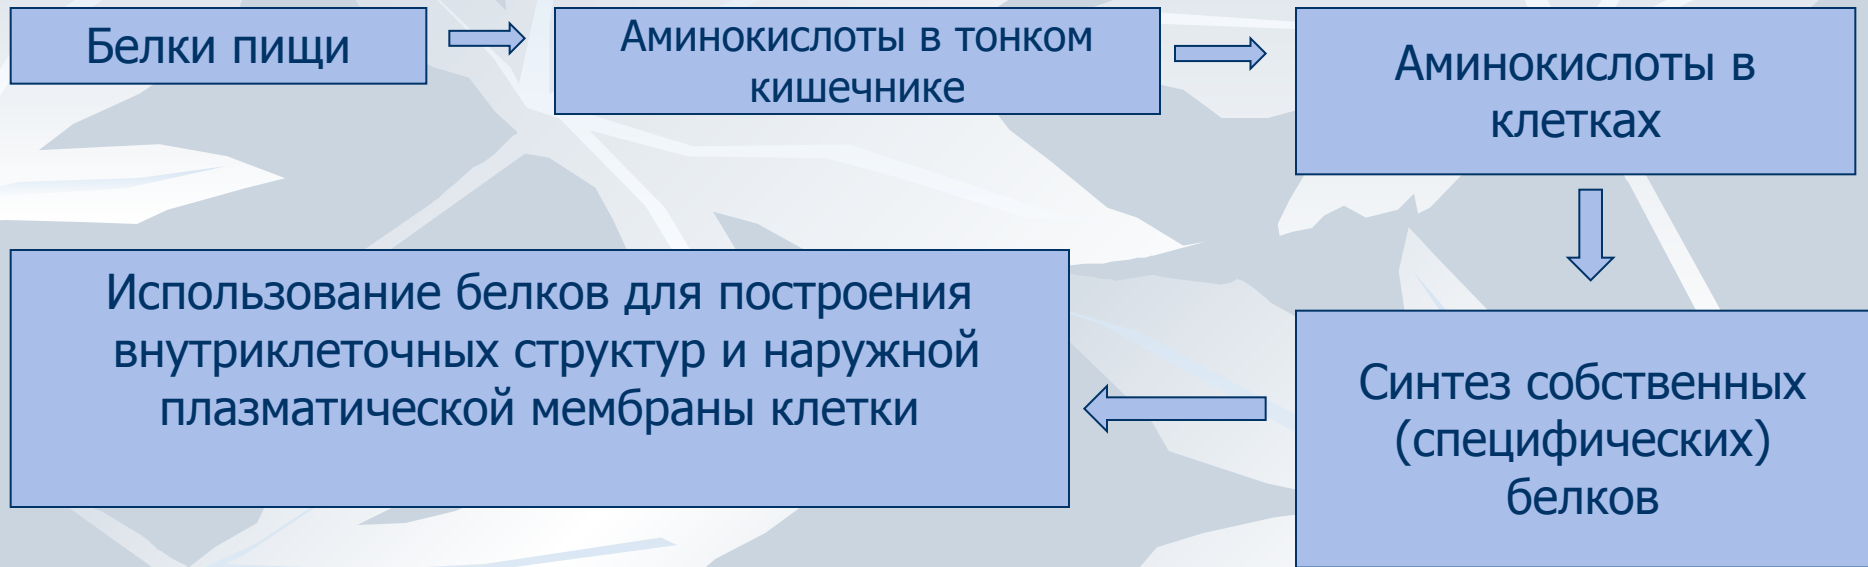 Белки пищи
Аминокислоты в тонком
кишечнике
Аминокислоты в
клетках
Синтез собственных
(специфических)
белков
Использование белков для построения
внутриклеточных структур и наружной
плазматической мембраны клетки